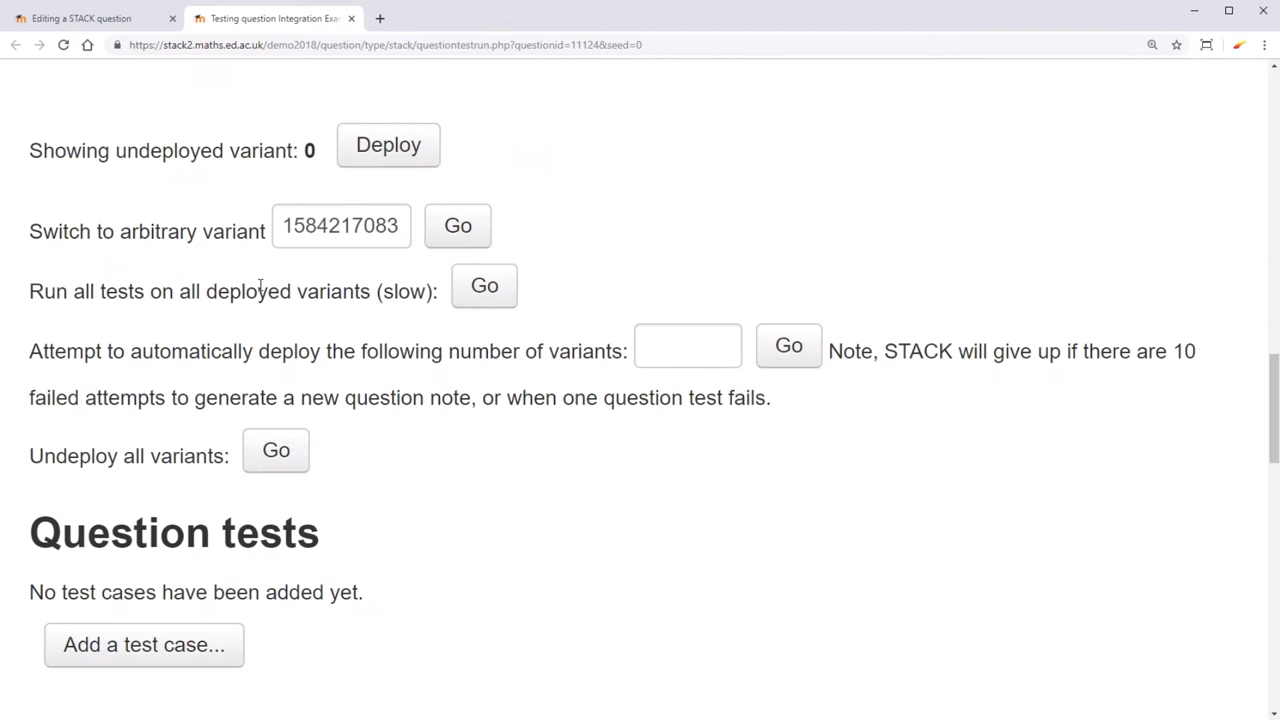 Editing a STACK question
Testing question Integration Exa
https://stack2.maths.ed.ac.uk/demo2018/question/type/stack/questiontestrun.php?questionid=11124&seed=0
Showing undeployed variant: 0 Deploy
Switch to arbitrary variant 1584217083 Go
Run all tests on all deployed variants (slow): Go
Attempt to automatically deploy the following number of variants: Go Note, STACK will give up if there are 10
failed attempts to generate a new question note, or when one question test fails.
Undeploy all variants: Go
Question tests
No test cases have been added yet.
Add a test case...